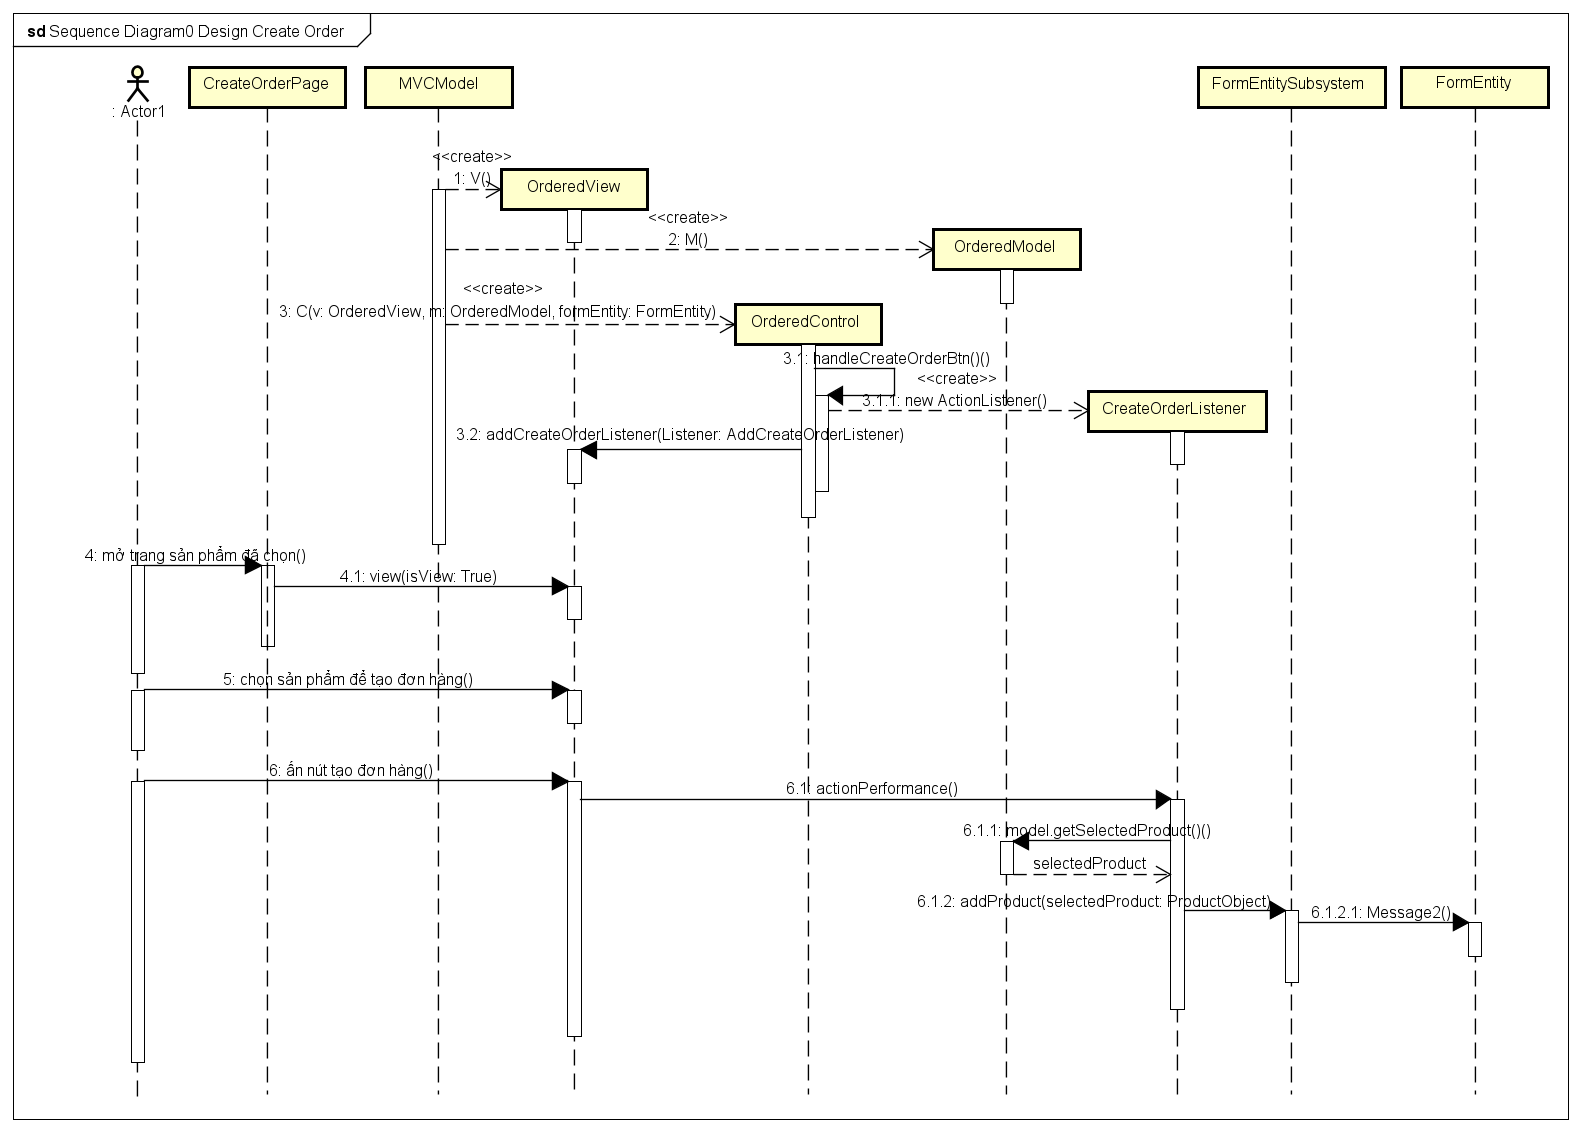 sd Sequence Diagram0 Design Create Order
: Actor1
CreateOrderPage
MVCModel
FormEntitySubsystem
FormEntity
<<create>>
1: V()
OrderedView
<<create>>
2: M()
OrderedModel
<<create>>
3: C(v: OrderedView, m: OrderedModel, formEntity: FormEntity)
OrderedControl
3.1: handleCreateOrderBtn()()
<<create>>
3.1.1: new ActionListener()
CreateOrderListener
3.2: addCreateOrderListener(Listener: AddCreateOrderListener)
4: mở trang sản phẩm đã chọn()
4.1: view(isView: True)
5: chọn sản phẩm để tạo đơn hàng()
6: ấn nút tạo đơn hàng()
6.1: actionPerformance()
6.1.1: model.getSelectedProduct()()
selectedProduct
6.1.2: addProduct(selectedProduct: ProductObject)
6.1.2.1: Message2()